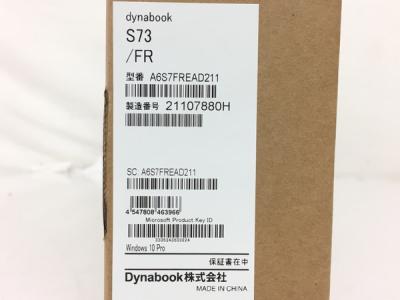 dynabook
S73
/FR
型番 A6S7FREAD211
製造番号 21107880H
SC: A6S7FREAD211
4 547808 463966
Microsoft Product Key ID
Windows 10 Pro
保証書在中
Dynabook株式会社
MADE IN CHINA